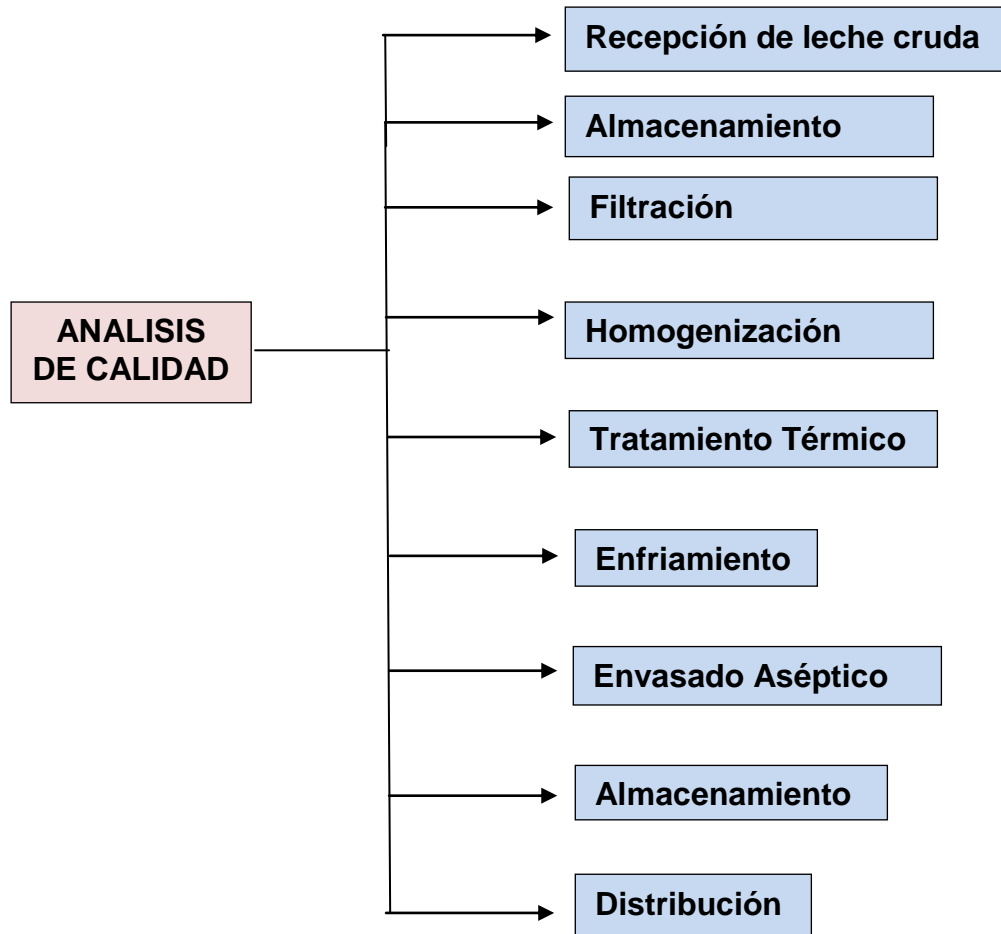 Recepción de leche cruda
Almacenamiento
Filtración
ANALISIS
DE CALIDAD
Homogenización
Tratamiento Térmico
Enfriamiento
Envasado Aséptico
Almacenamiento
Distribución